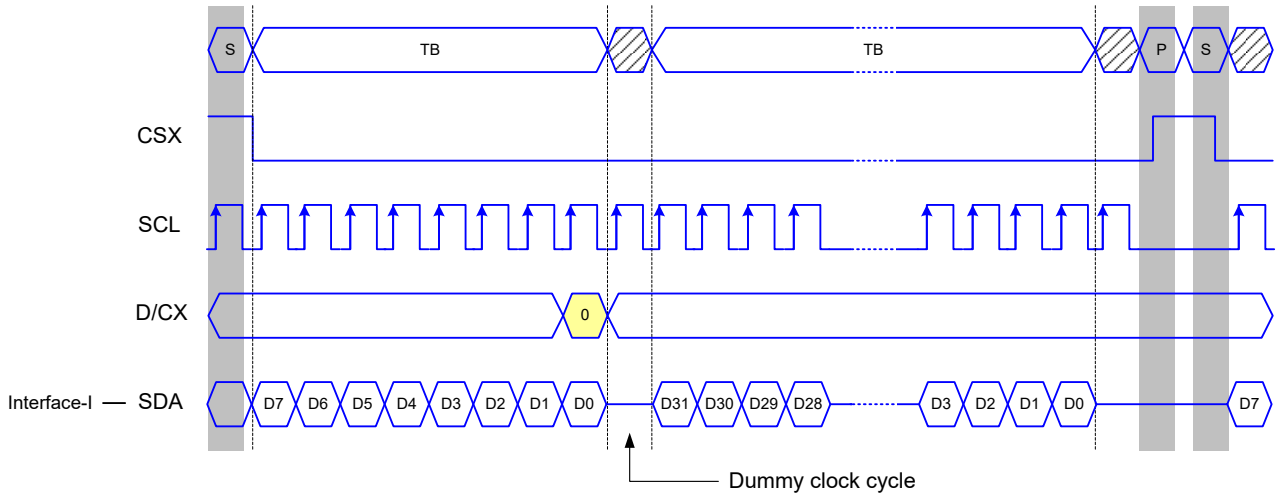 S TB TB P S
CSX
SCL
D/CX 0
Interface-I SDA D7 D6 D5 D4 D3 D2 D1 D0 D31 D30 D29 D28 D3 D2 D1 D0 D7
Dummy clock cycle